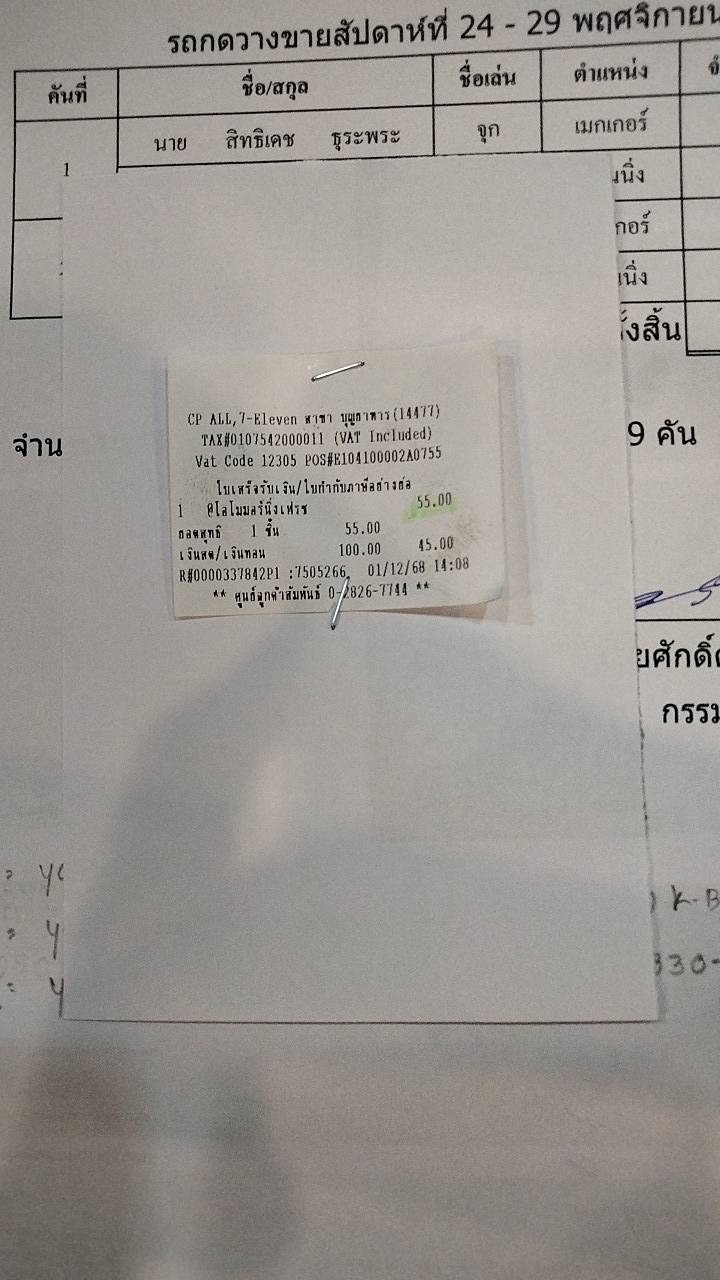 รถกดวางขายสัปดาห์ที่ 24 - 29 พฤศจิกายน
คันที่ ชื่อ/สกุล ชื่อเล่น ตำแหน่ง
1 นาย สิทธิเดช ธุระพระ จุก เมกเกอร์
นนิ่ง
กอร์
นนิ่ง
ั้งสิ้น
จำน 9 คัน
CP ALL,7-Eleven สาขา บุญธาหาร(14477)
TAX#0107542000011 (VAT Included)
Vat Code 12305 POS#E104100002A0755
ใบเสร็จรับเงิน/ใบกำกับภาษีอย่างย่อ
1 @โลโมมอร์นิ่งเฟรช 55.00
ยอดสุทธิ 1 ชิ้น 55.00
เงินสด/เงินทอน 100.00 45.00
R#0000337842P1 :7505266 01/12/68 14:08
** ศูนย์ลูกค้าสัมพันธ์ 0-2826-7744 **
ยศักดิ์
กรรม
K-B
330-